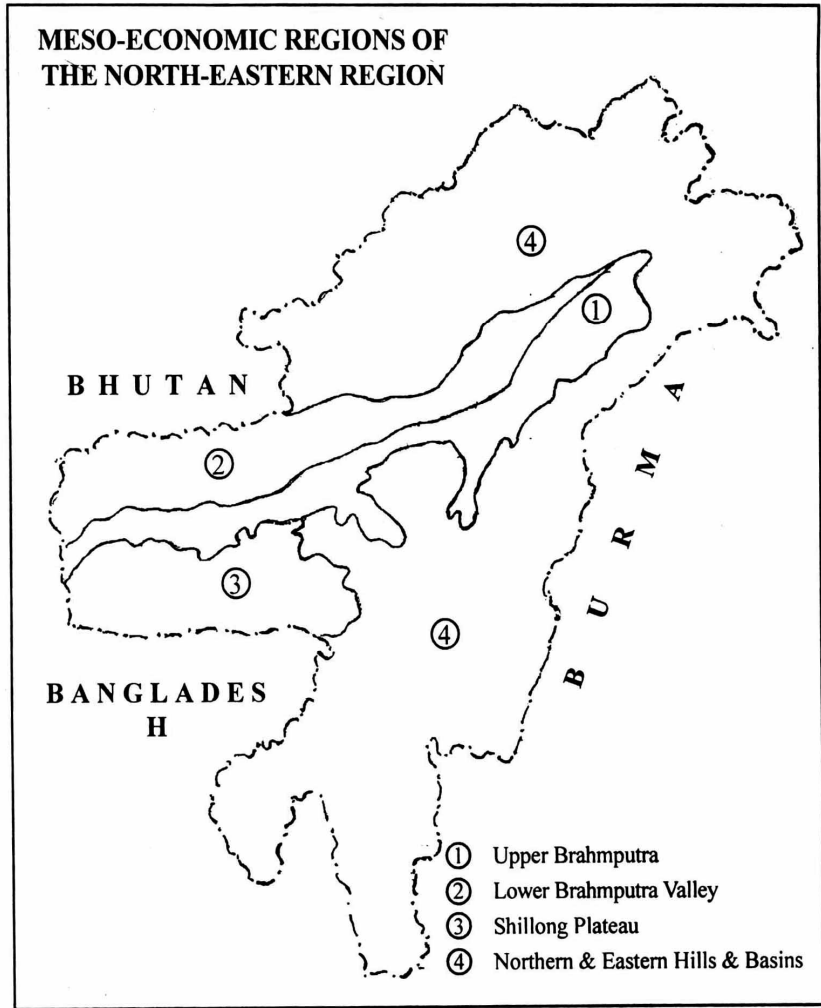 MESO-ECONOMIC REGIONS OF
THE NORTH-EASTERN REGION
4
1
BHUTAN
2
BURMA
3
4
BANGLADES
H
1 Upper Brahmputra
2 Lower Brahmputra Valley
3 Shillong Plateau
4 Northern & Eastern Hills & Basins